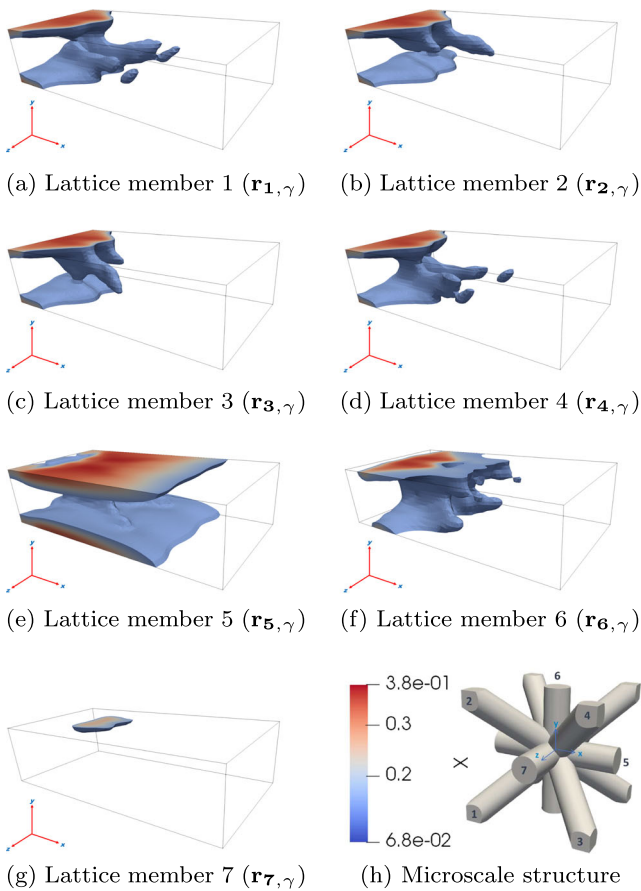 y
x
z
y
x
z
(a) Lattice member 1 (r1,γ)
(b) Lattice member 2 (r2,γ)
y
x
z
y
x
z
(c) Lattice member 3 (r3,γ)
(d) Lattice member 4 (r4,γ)
y
x
z
y
x
z
(e) Lattice member 5 (r5,γ)
(f) Lattice member 6 (r6,γ)
y
x
z
3.8e-01
0.3
0.2
6.8e-02
X
6
2
4
y
z
x
5
7
1
3
(g) Lattice member 7 (r7,γ)
(h) Microscale structure